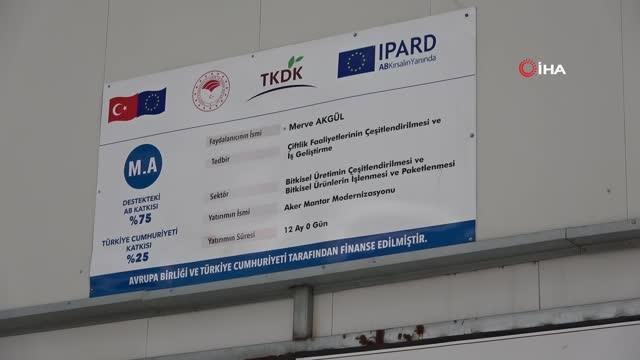 TKDK
IPARD
AB Kırsalın Yanında
İHA
Faydalanıcının İsmi : Merve AKGÜL
Tedbir : Çiftlik Faaliyetlerinin Çeşitlendirilmesi ve
İş Geliştirme
M.A
Sektör : Bitkisel Üretimin Çeşitlendirilmesi ve
Bitkisel Ürünlerin İşlenmesi ve Paketlenmesi
DESTEKTEKİ
AB KATKISI
%75
Yatırımın İsmi : Aker Mantar Modernizasyonu
TÜRKİYE CUMHURİYETİ
KATKISI
%25
Yatırımın Süresi : 12 Ay 0 Gün
AVRUPA BİRLİĞİ VE TÜRKİYE CUMHURİYETİ TARAFINDAN FİNANSE EDİLMİŞTİR.